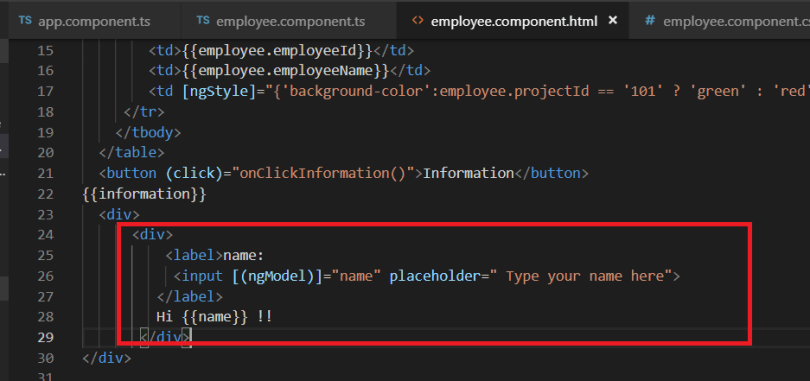 TS app.component.ts TS employee.component.ts <> employee.component.html × # employee.component.cs
15 <td>{{employee.employeeId}}</td>
16 <td>{{employee.employeeName}}</td>
17 <td [ngStyle]="{'background-color':employee.projectId == '101' ? 'green' : 'red'
18 </tr>
19 </tbody>
20 </table>
21 <button (click)="onClickInformation()">Information</button>
22 {{information}}
23 <div>
24 <div>
25 <label>name:
26 <input [(ngModel)]="name" placeholder=" Type your name here">
27 </label>
28 Hi {{name}} !!
29 </div>
30 </div>
31